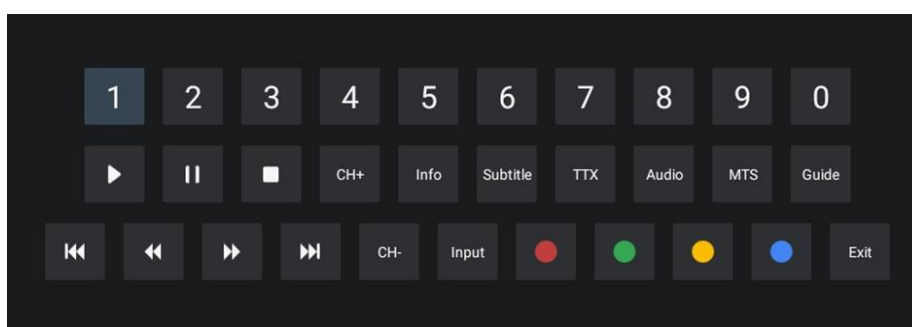 1 2 3 4 5 6 7 8 9 0
CH+ Info Subtitle TTX Audio MTS Guide
CH- Input Exit